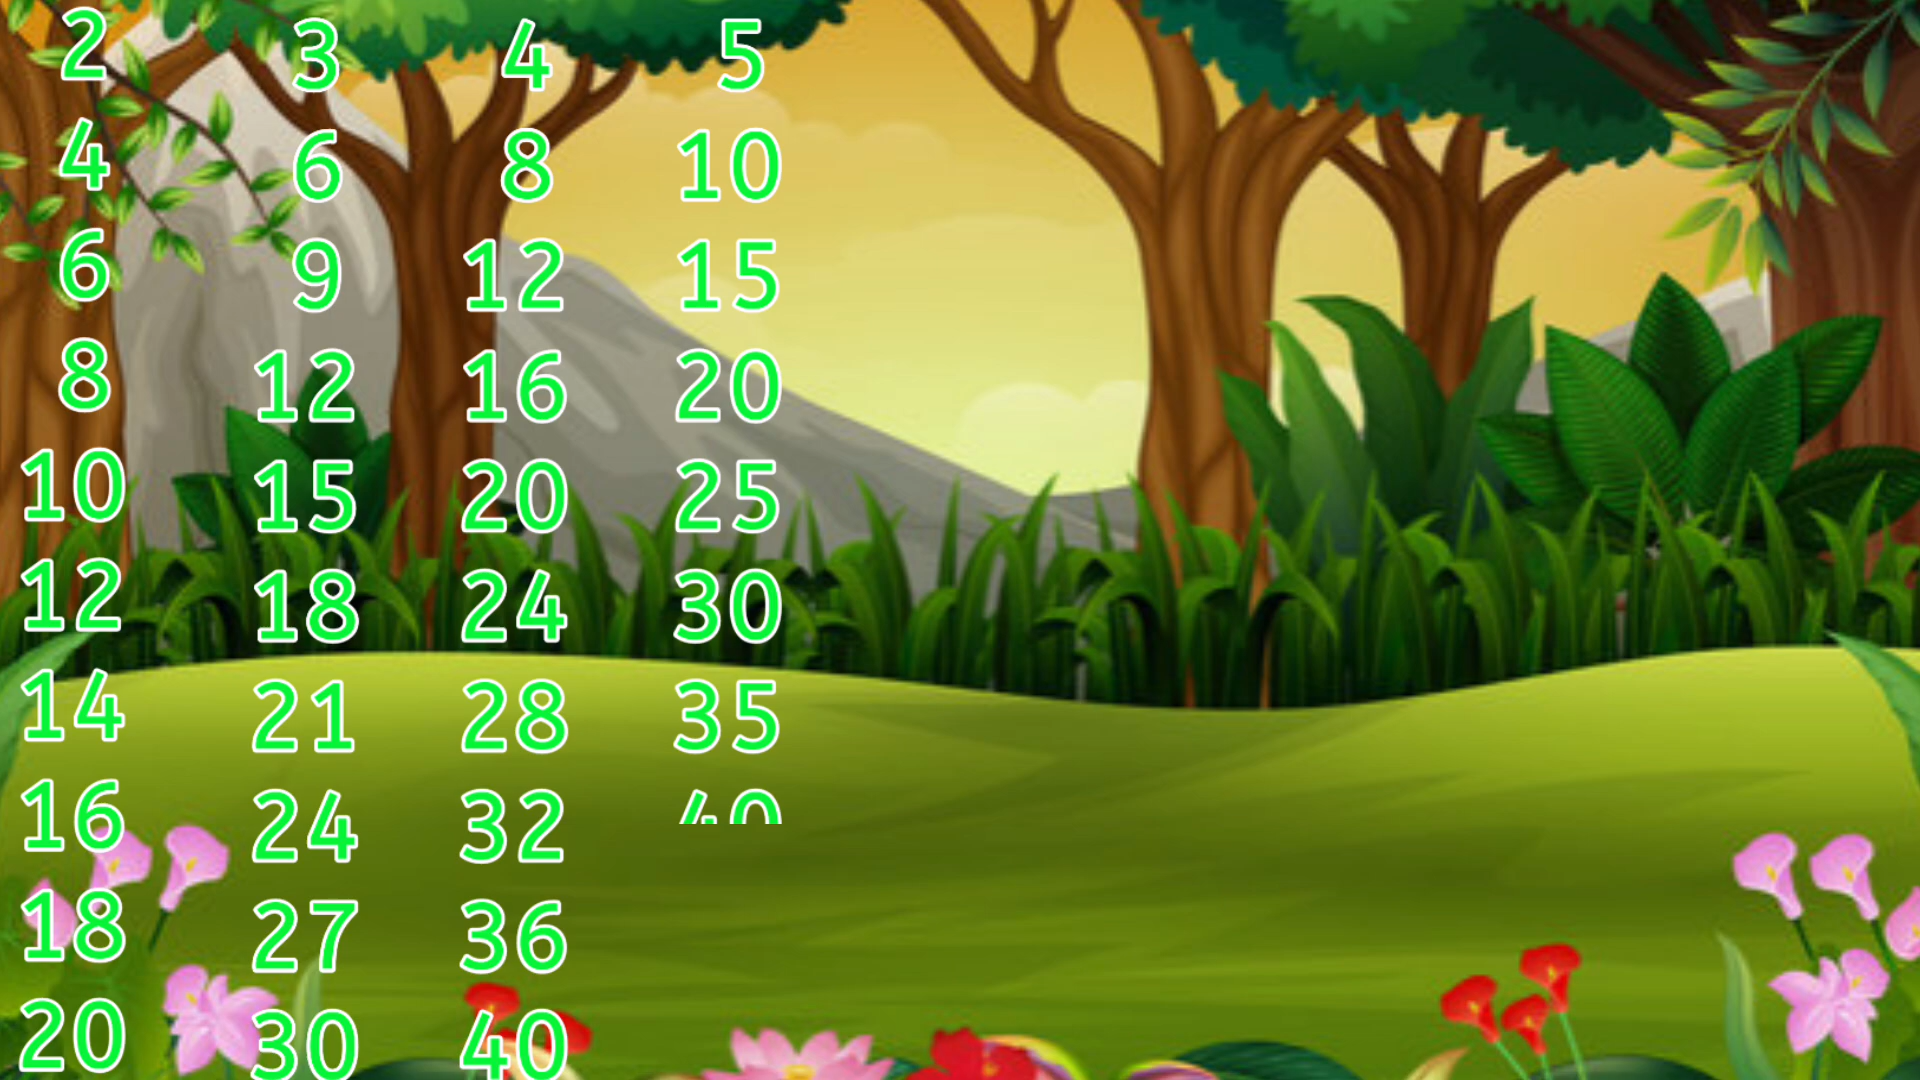 2 3 4 5
4 6 8 10
6 9 12 15
8 12 16 20
10 15 20 25
12 18 24 30
14 21 28 35
16 24 32 40
18 27 36
20 30 40